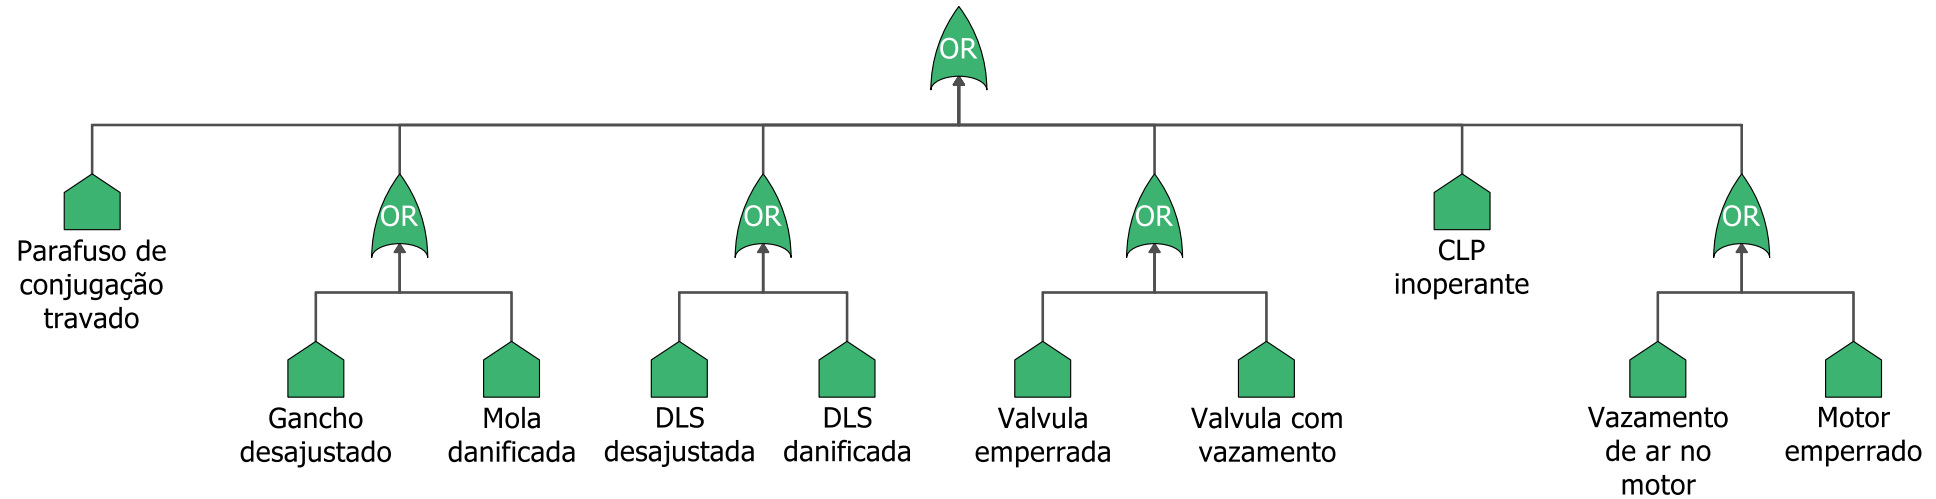 OR
OR
OR
OR
OR
Parafuso de
conjugação
travado
CLP
inoperante
Gancho
desajustado
Mola
danificada
DLS
desajustada
DLS
danificada
Valvula
emperrada
Valvula com
vazamento
Vazamento
de ar no
motor
Motor
emperrado